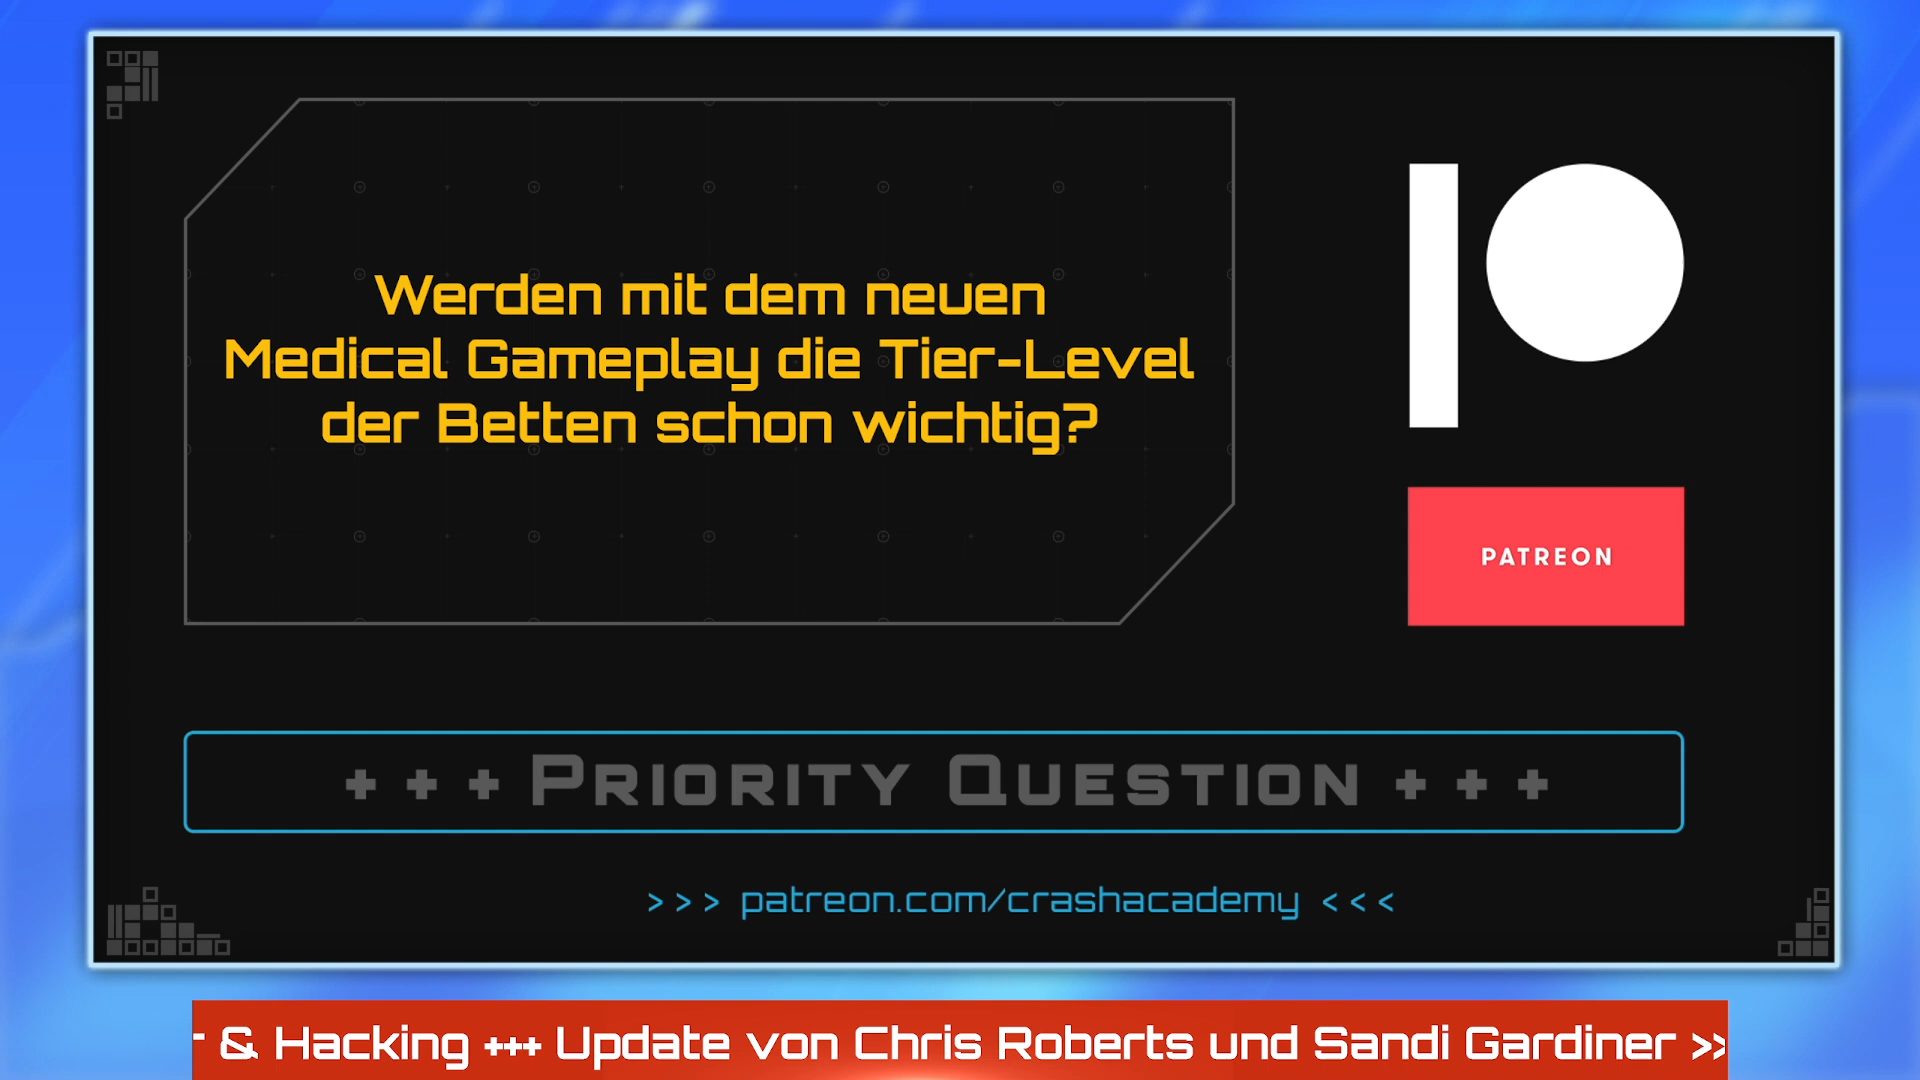 Werden mit dem neuen
Medical Gameplay die Tier-Level
der Betten schon wichtig?
PATREON
+ + + PRIORITY QUESTION + + +
> > > patreon.com/crashacademy < < <
& Hacking +++ Update von Chris Roberts und Sandi Gardiner >>